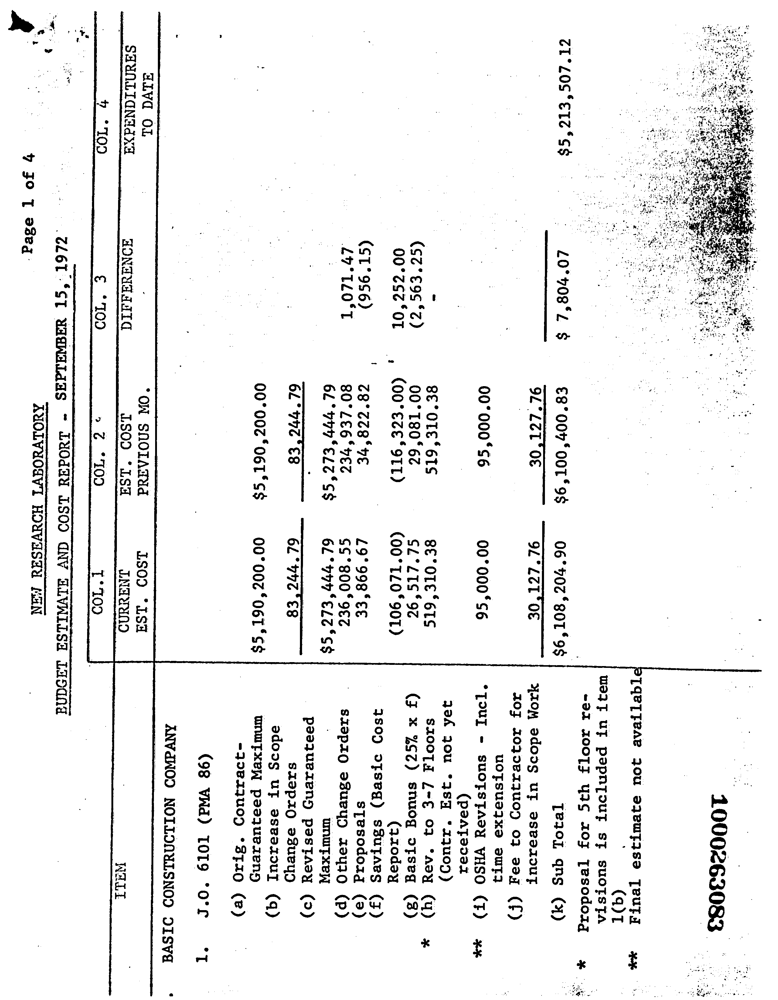 NEW RESEARCH LABORATORY
Page 1 of 4
BUDGET ESTIMATE AND COST REPORT - SEPTEMBER 15, 1972
COL.1 COL. 2 COL. 3 COL. 4
ITEM CURRENT EST. COST DIFFERENCE EXPENDITURES
EST. COST PREVIOUS MO. TO DATE
BASIC CONSTRUCTION COMPANY
1. J.O. 6101 (PMA 86)
(a) Orig. Contract-
Guaranteed Maximum $5,190,200.00 $5,190,200.00
(b) Increase in Scope
Change Orders 83,244.79 83,244.79
(c) Revised Guaranteed
Maximum $5,273,444.79 $5,273,444.79
(d) Other Change Orders 236,008.55 234,937.08 1,071.47
(e) Proposals 33,866.67 34,822.82 (956.15)
(f) Savings (Basic Cost
Report) (106,071.00) (116,323.00) 10,252.00
(g) Basic Bonus (25% x f) 26,517.75 29,081.00 (2,563.25)
* (h) Rev. to 3-7 Floors 519,310.38 519,310.38 -
(Contr. Est. not yet
received)
** (i) OSHA Revisions - Incl. 95,000.00 95,000.00
time extension
(j) Fee to Contractor for
increase in Scope Work 30,127.76 30,127.76
(k) Sub Total $6,108,204.90 $6,100,400.83 $ 7,804.07 $5,213,507.12
* Proposal for 5th floor re-
visions is included in item
1(b)
** Final estimate not available
1000263083